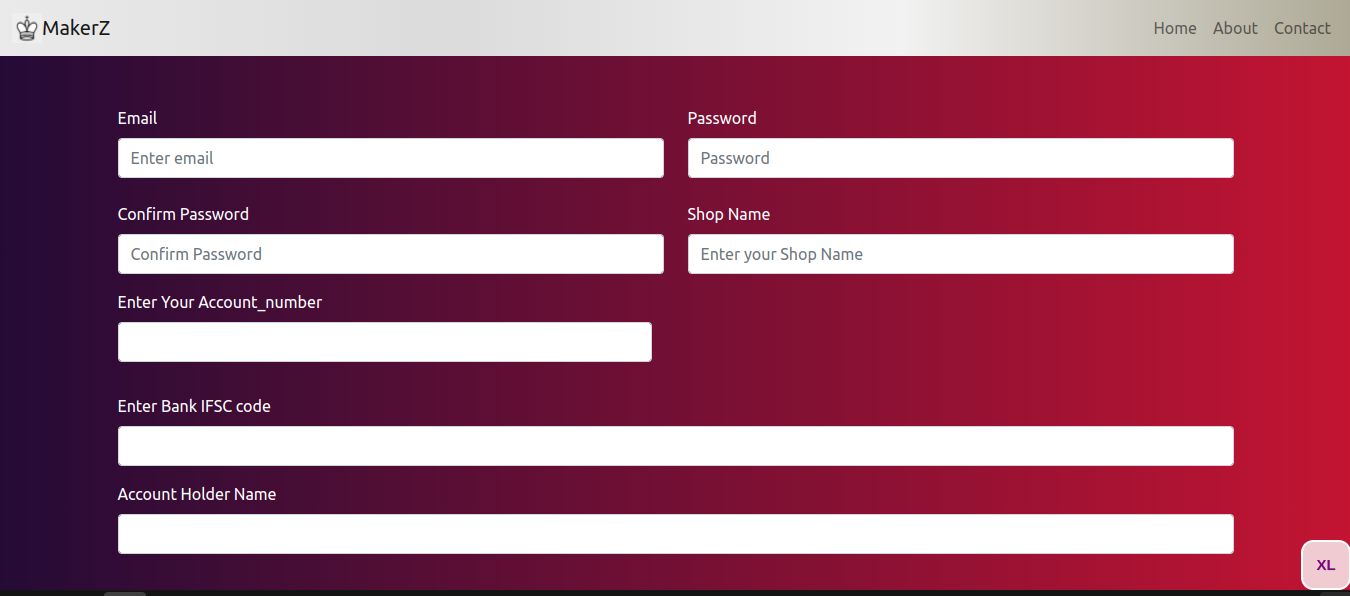 MakerZ
Home About Contact
Email Password
Enter email Password
Confirm Password Shop Name
Confirm Password Enter your Shop Name
Enter Your Account_number
Enter Bank IFSC code
Account Holder Name
XL